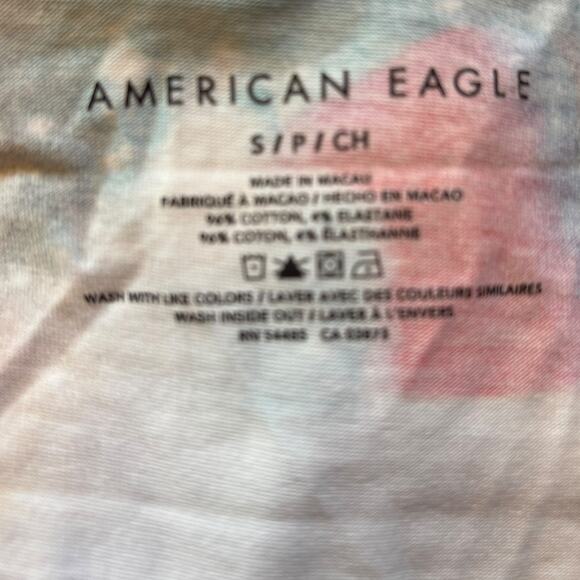 AMERICAN EAGLE
S / P / CH
MADE IN MACAU
FABRIQUÉ À MACAO / HECHO EN MACAO
96% COTTON, 4% ELASTANE
96% COTON, 4% ÉLASTHANNE
WASH WITH LIKE COLORS / LAVER AVEC DES COULEURS SIMILAIRES
WASH INSIDE OUT / LAVER À L'ENVERS
RN 54485 CA 03875